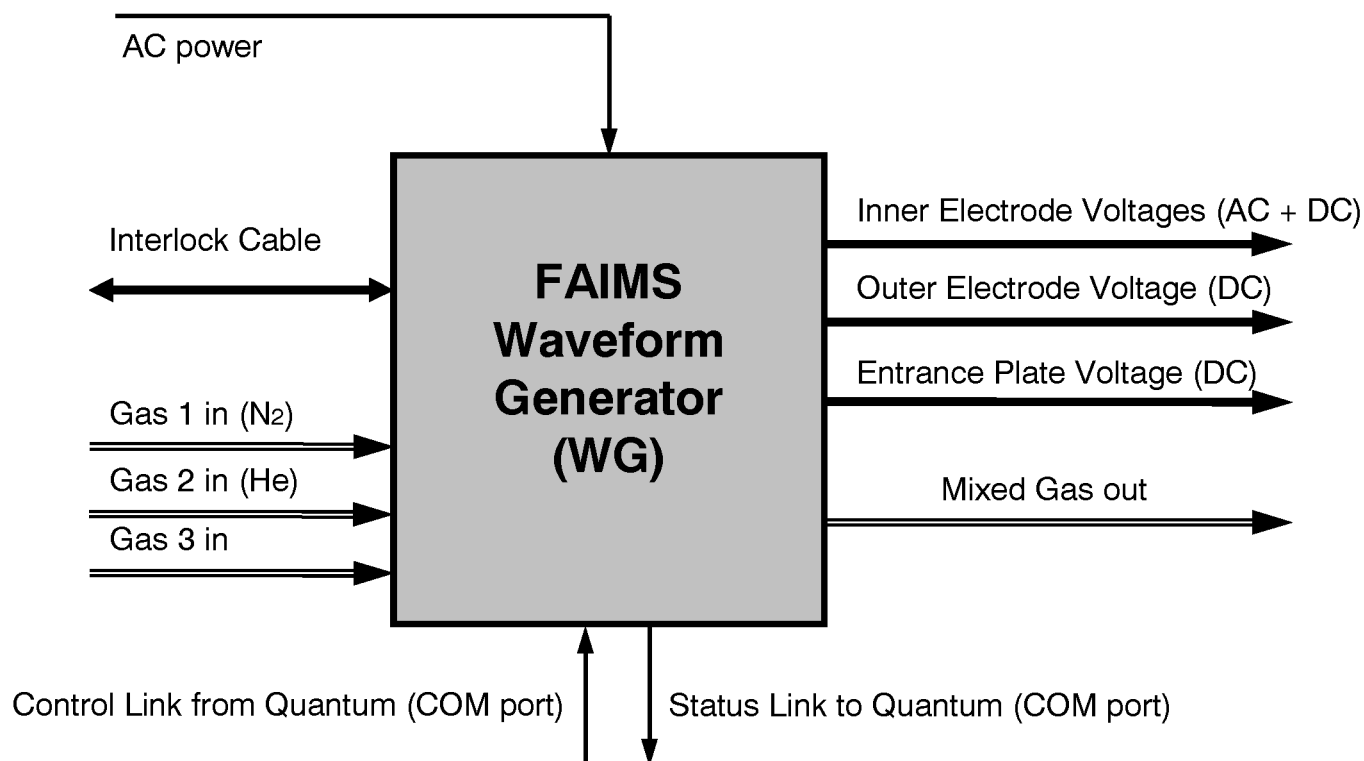 AC power
Interlock Cable
Gas 1 in (N2)
Gas 2 in (He)
Gas 3 in
FAIMS
Waveform
Generator
(WG)
Inner Electrode Voltages (AC + DC)
Outer Electrode Voltage (DC)
Entrance Plate Voltage (DC)
Mixed Gas out
Control Link from Quantum (COM port)
Status Link to Quantum (COM port)